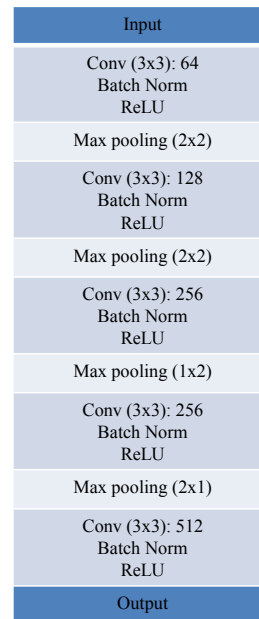 Input
Conv (3x3): 64
Batch Norm
ReLU
Max pooling (2x2)
Conv (3x3): 128
Batch Norm
ReLU
Max pooling (2x2)
Conv (3x3): 256
Batch Norm
ReLU
Max pooling (1x2)
Conv (3x3): 256
Batch Norm
ReLU
Max pooling (2x1)
Conv (3x3): 512
Batch Norm
ReLU
Output